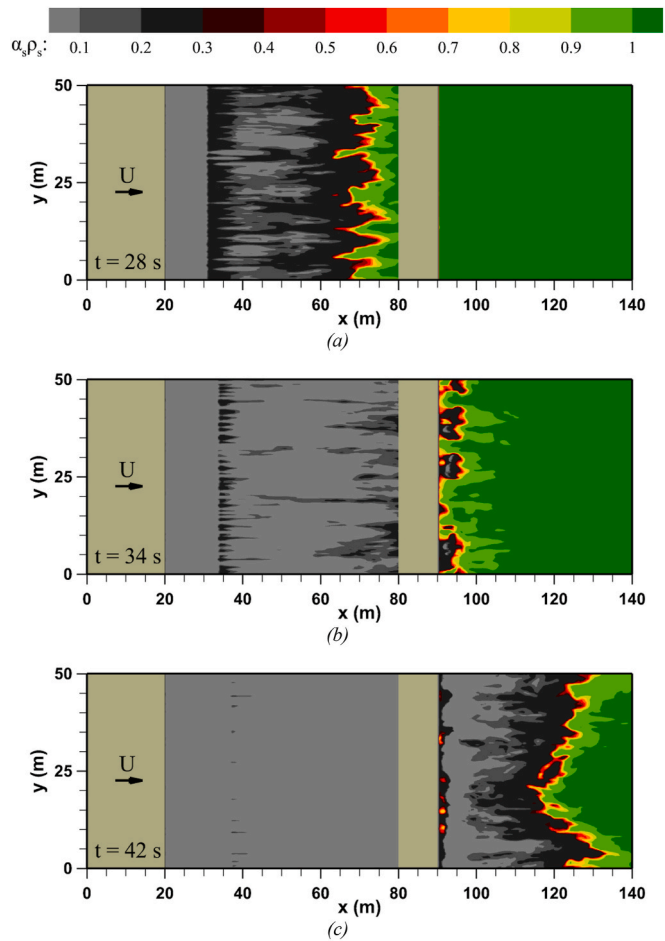 αsρs: 0.1 0.2 0.3 0.4 0.5 0.6 0.7 0.8 0.9 1
50
y (m)
25
U
t = 28 s
0
0 20 40 60 80 100 120 140
x (m)
(a)
50
y (m)
25
U
t = 34 s
0
0 20 40 60 80 100 120 140
x (m)
(b)
50
y (m)
25
U
t = 42 s
0
0 20 40 60 80 100 120 140
x (m)
(c)